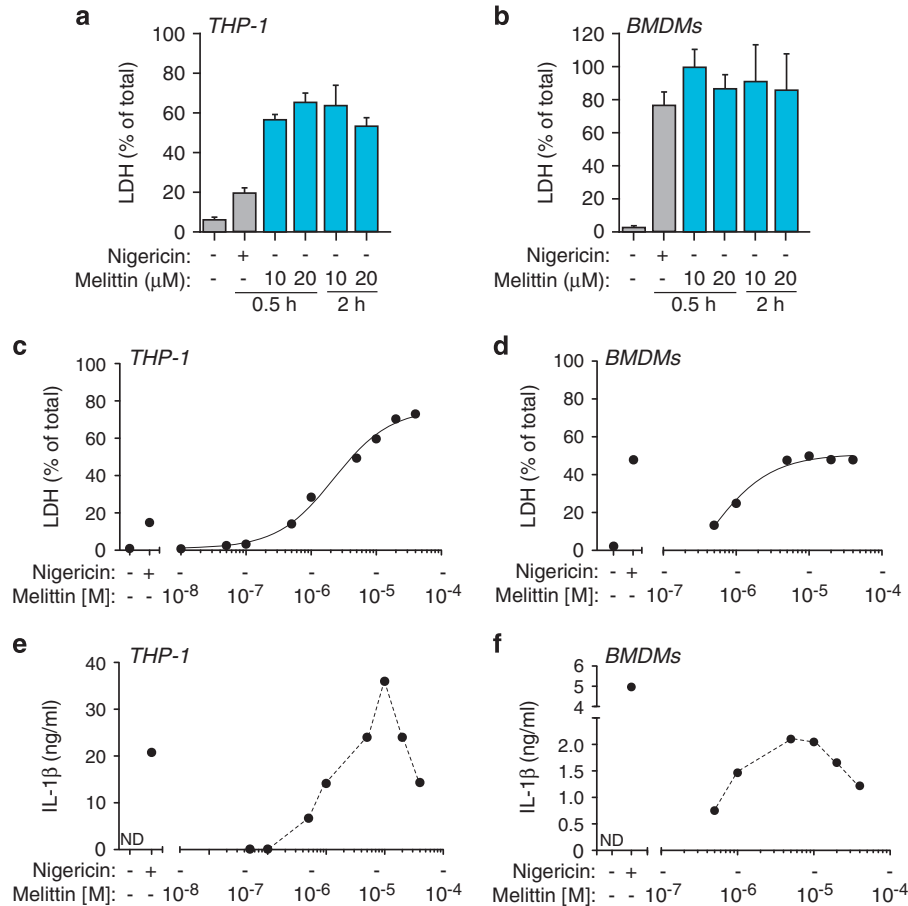 a THP-1
LDH (% of total)
100
80
60
40
20
0
Nigericin: - + - - - -
Melittin (μM): - - 10 20 10 20
0.5 h 2 h
b BMDMs
LDH (% of total)
120
100
80
60
40
20
0
Nigericin: - + - - - -
Melittin (μM): - - 10 20 10 20
0.5 h 2 h
c THP-1
LDH (% of total)
100
80
60
40
20
0
Nigericin: - + - - - - -
Melittin [M]: - - 10-8 10-7 10-6 10-5 10-4
d BMDMs
LDH (% of total)
100
80
60
40
20
0
Nigericin: - + - - - -
Melittin [M]: - - 10-7 10-6 10-5 10-4
e THP-1
IL-1β (ng/ml)
40
30
20
10
0
ND
Nigericin: - + - - - - -
Melittin [M]: - - 10-8 10-7 10-6 10-5 10-4
f BMDMs
IL-1β (ng/ml)
6
5
4
2.0
1.5
1.0
0.5
0
ND
Nigericin: - + - - - -
Melittin [M]: - - 10-7 10-6 10-5 10-4